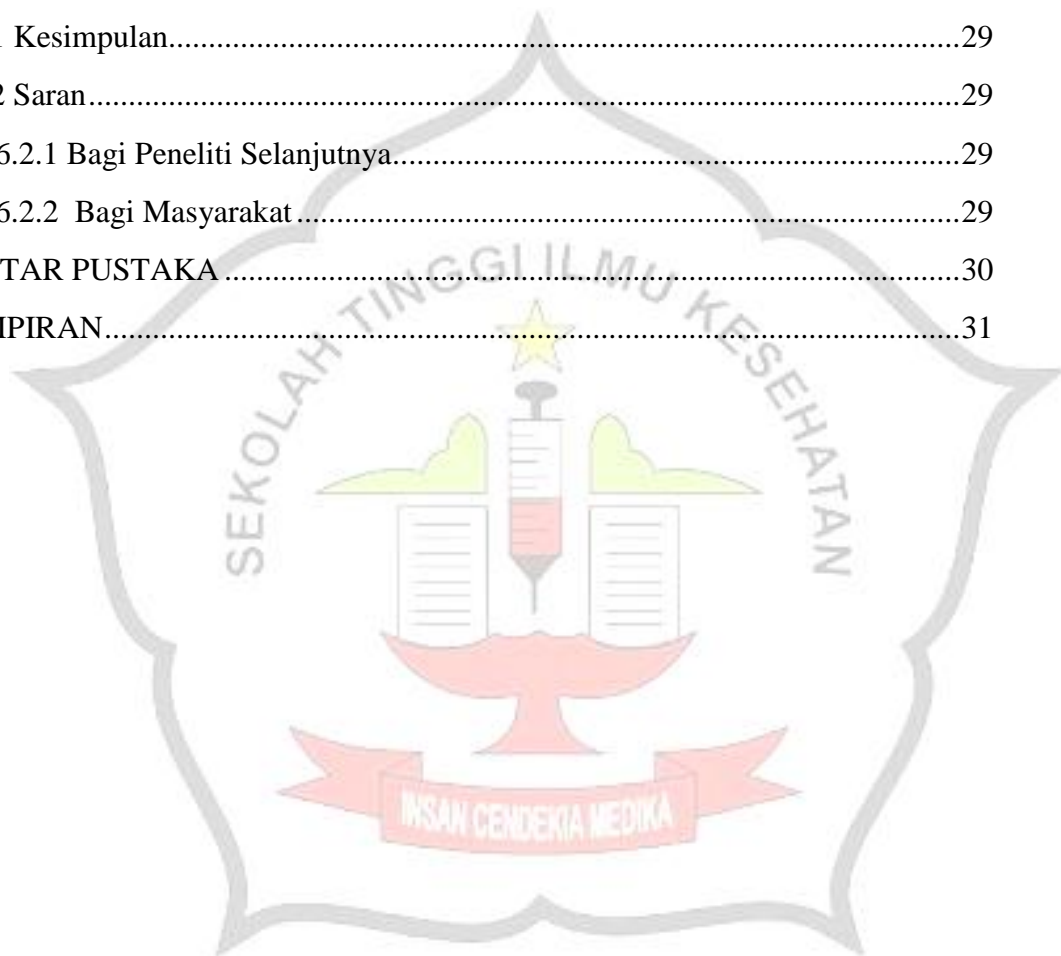 1 Kesimpulan....................................................................................................29
2 Saran..............................................................................................................29
6.2.1 Bagi Peneliti Selanjutnya........................................................................29
6.2.2 Bagi Masyarakat....................................................................................29
TAR PUSTAKA..................................................................................................30
IPIRAN..............................................................................................................31
SEKOLAH TINGGI ILMU KESEHATAN
INSAN CENDEKIA MEDIKA